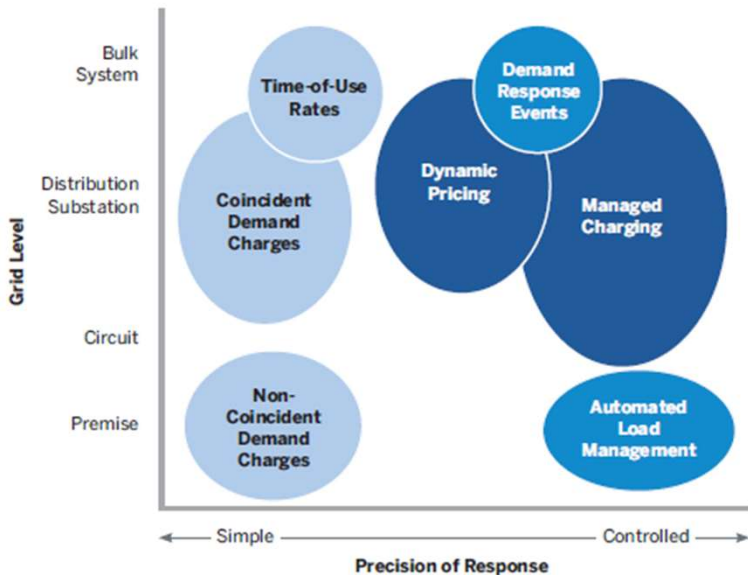 Bulk
System
Time-of-Use
Rates
Demand
Response
Events
Dynamic
Pricing
Distribution
Substation
Coincident
Demand
Charges
Managed
Charging
Grid Level
Circuit
Non-
Coincident
Demand
Charges
Premise
Automated
Load
Management
Simple
Controlled
Precision of Response